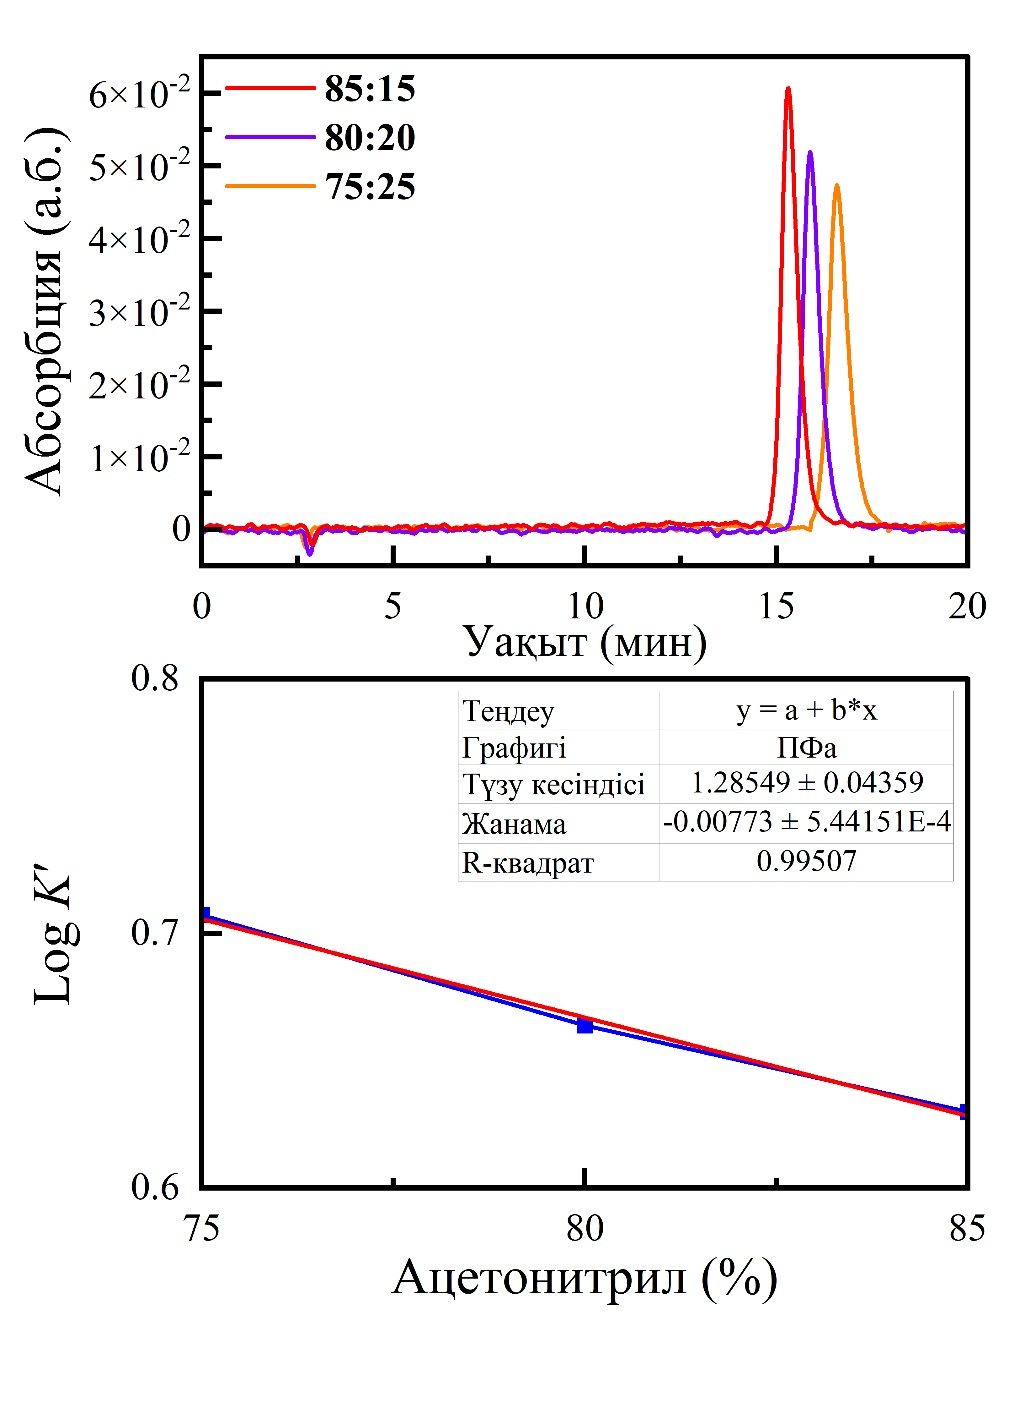 85:15
80:20
75:25
Абсорбция (а.б.)
6×10⁻²
5×10⁻²
4×10⁻²
3×10⁻²
2×10⁻²
1×10⁻²
0
0 5 10 15 20
Уақыт (мин)
0.8
0.7
0.6
Log K'
Теңдеу y = a + b*x
Графигі ПФа
Түзу кесіндісі 1.28549 ± 0.04359
Жанама -0.00773 ± 5.44151E-4
R-квадрат 0.99507
75 80 85
Ацетонитрил (%)